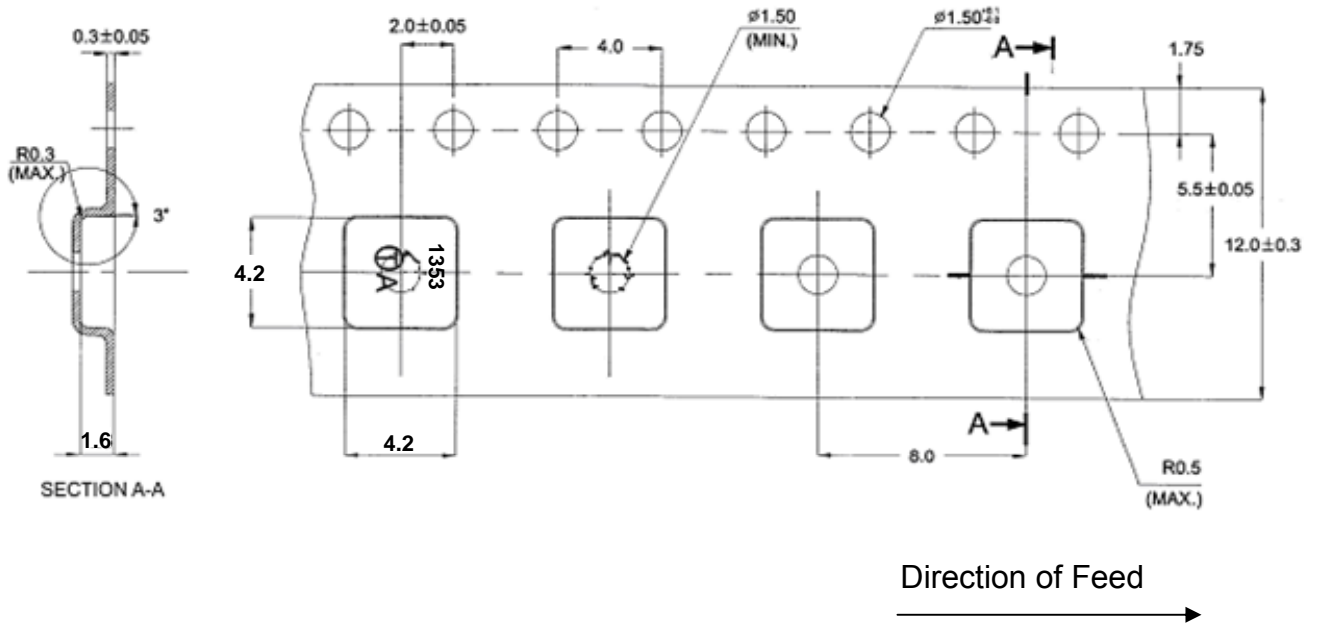 0.3±0.05
2.0±0.05
4.0
ø1.50
(MIN.)
ø1.50
A
1.75
R0.3
(MAX.)
3°
5.5±0.05
12.0±0.3
4.2
T
A
1353
1.6
4.2
A
8.0
R0.5
(MAX.)
SECTION A-A
Direction of Feed